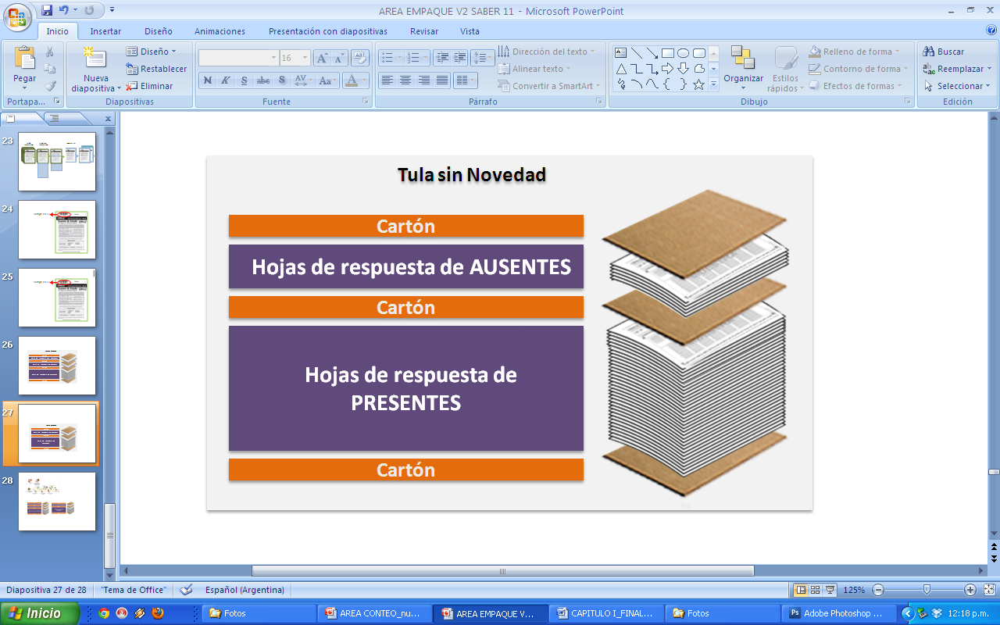 AREA EMPAQUE V2 SABER 11 - Microsoft PowerPoint
Inicio Insertar Diseño Animaciones Presentación con diapositivas Revisar Vista
Pegar
Portapa...
Nueva
diapositiva
Diseño
Restablecer
Eliminar
Diapositivas
16
N K S abc S AV Aa A
Fuente
Dirección del texto
Alinear texto
Convertir a SmartArt
Párrafo
Organizar
Estilos
rápidos
Relleno de forma
Contorno de forma
Efectos de formas
Dibujo
Buscar
Reemplazar
Seleccionar
Edición
23
24
25
26
27
28
Tula sin Novedad
Cartón
Hojas de respuesta de AUSENTES
Cartón
Hojas de respuesta de
PRESENTES
Cartón
Diapositiva 27 de 28 "Tema de Office" Español (Argentina) 125%
Inicio Fotos AREA CONTEO_nu... AREA EMPAQUE V... CAPITULO I_FINAL... Fotos Adobe Photoshop ... 12:18 p.m.